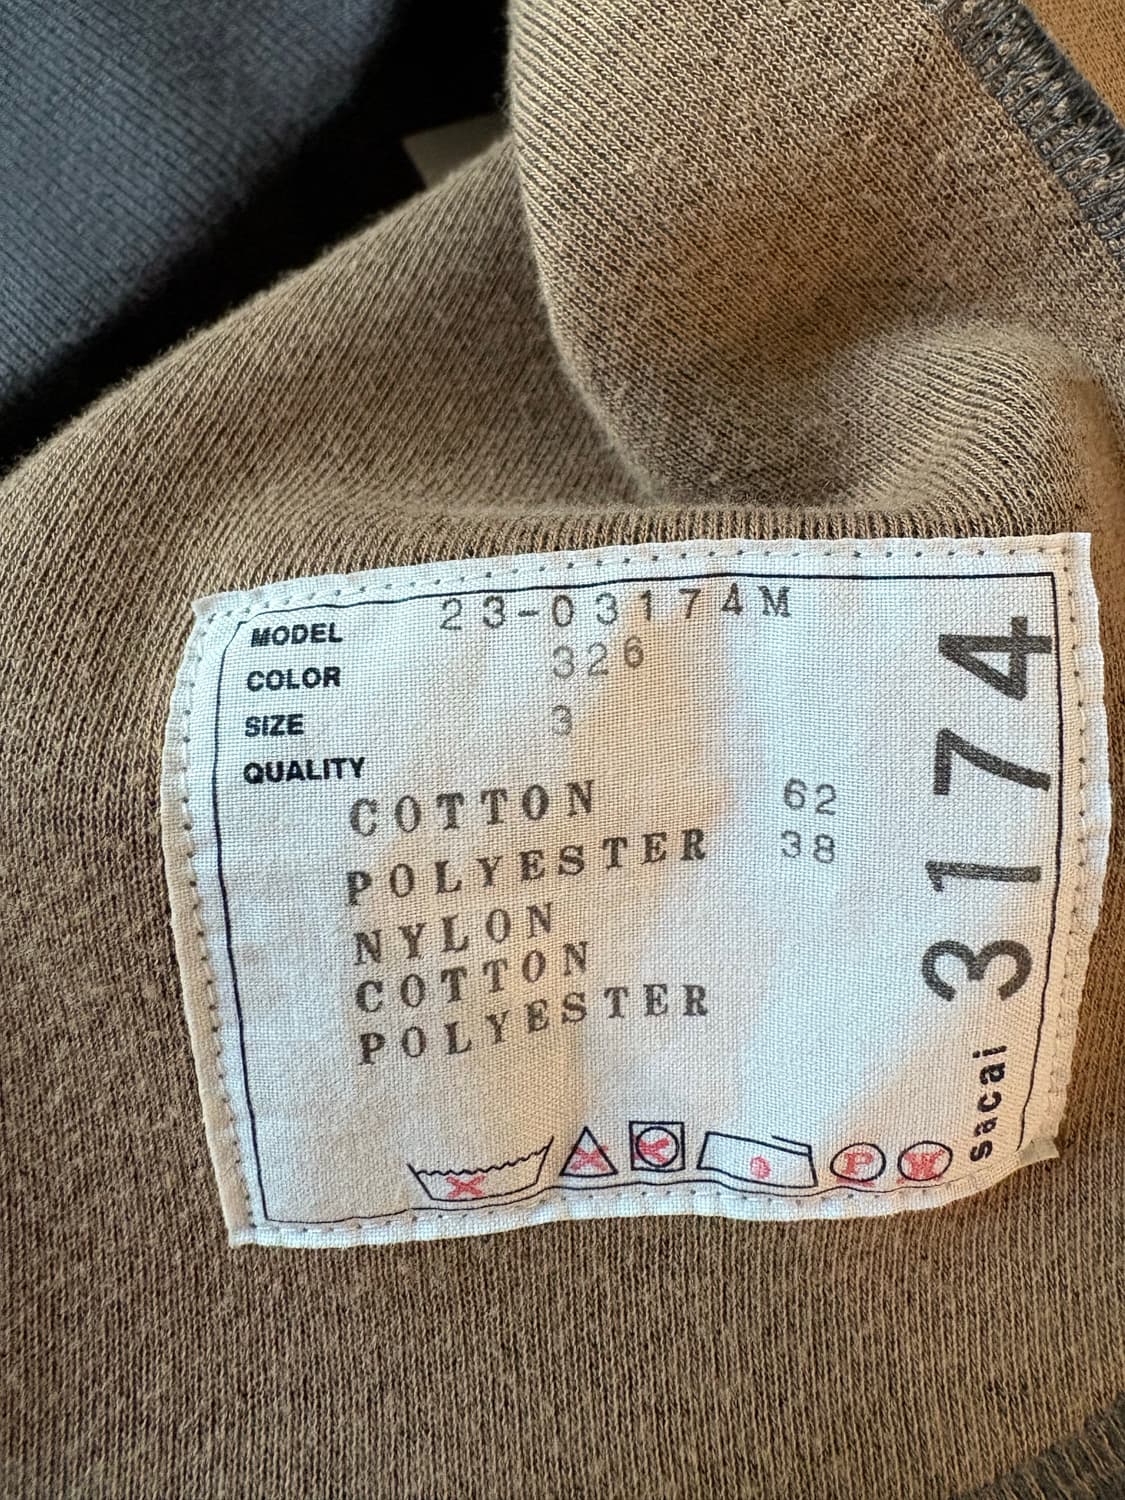 MODEL 23-03174M
COLOR 326
SIZE 3
QUALITY
COTTON 62
POLYESTER 38
NYLON
COTTON
POLYESTER
P W
sacai 3174